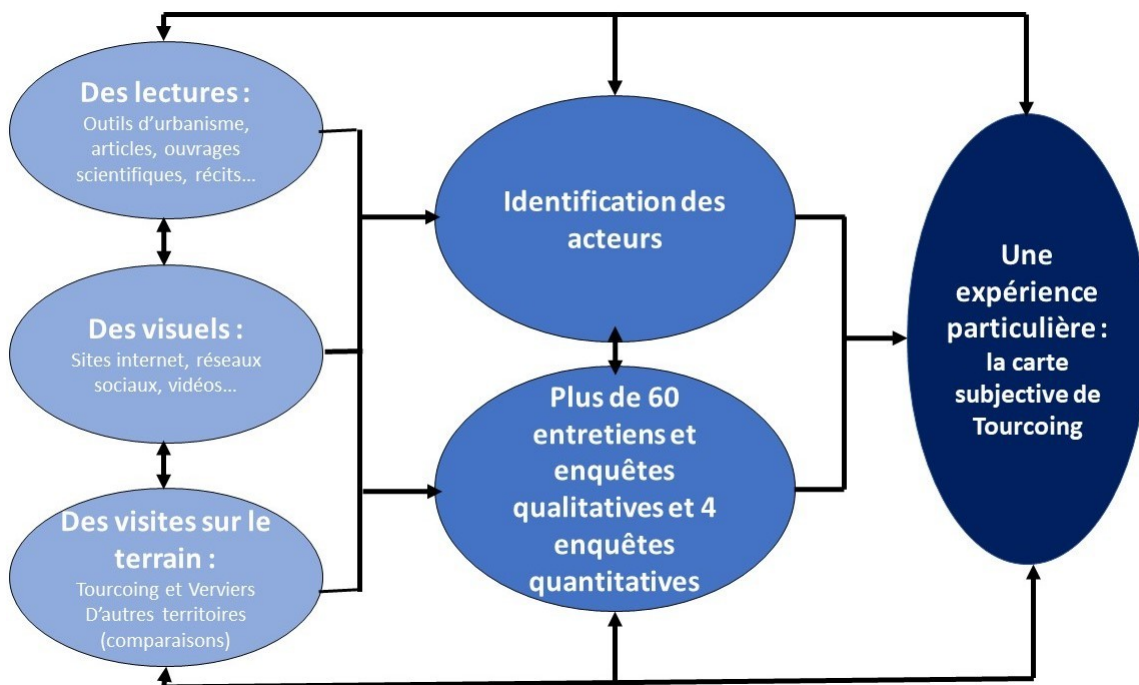 Des lectures :
Outils d'urbanisme,
articles, ouvrages
scientifiques, récits...
Des visuels :
Sites internet, réseaux
sociaux, vidéos...
Des visites sur le
terrain :
Tourcoing et Verviers
D'autres territoires
(comparaisons)
Identification des
acteurs
Plus de 60
entretiens et
enquêtes
qualitatives et 4
enquêtes
quantitatives
Une
expérience
particulière :
la carte
subjective de
Tourcoing